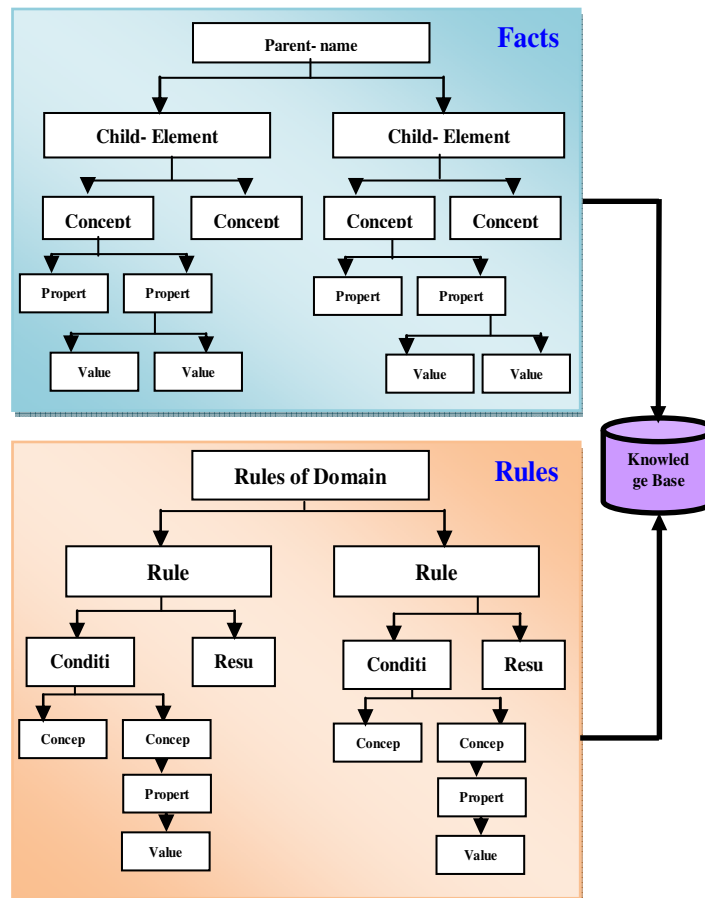 Facts
Parent- name
Child- Element
Child- Element
Concept
Concept
Concept
Concept
Propert
Propert
Propert
Propert
Value
Value
Value
Value
Knowled
ge Base
Rules
Rules of Domain
Rule
Rule
Conditi
Resu
Conditi
Resu
Concep
Concep
Concep
Concep
Propert
Propert
Value
Value